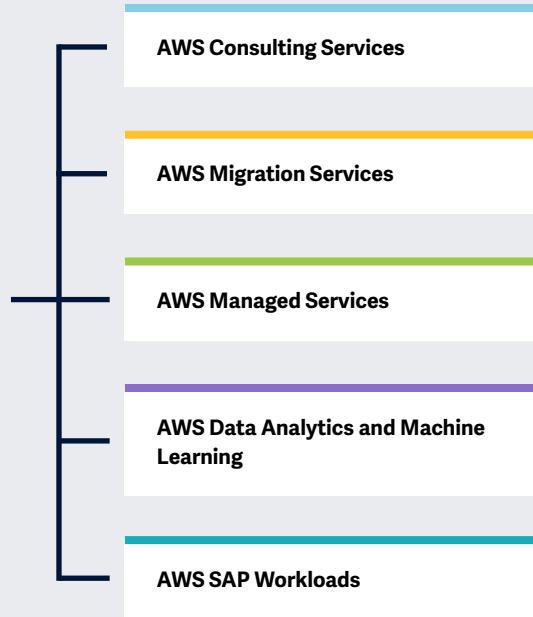 AWS Consulting Services
AWS Migration Services
AWS Managed Services
AWS Data Analytics and Machine
Learning
AWS SAP Workloads